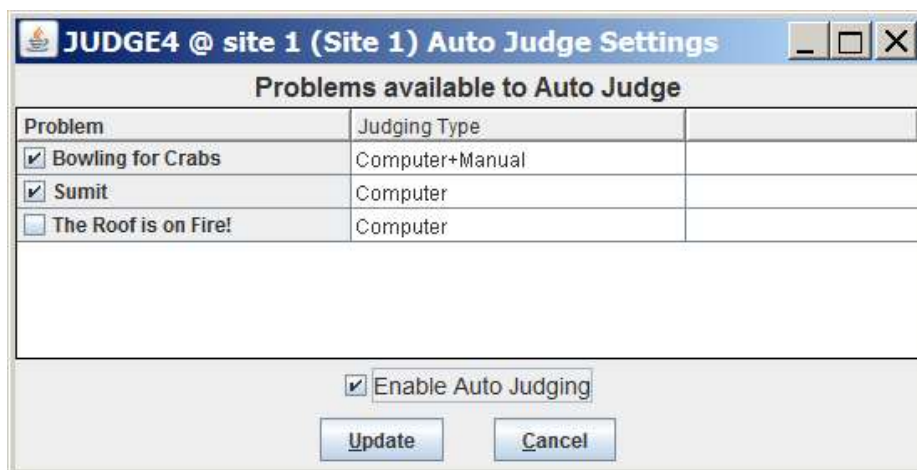 JUDGE4 @ site 1 (Site 1) Auto Judge Settings
Problems available to Auto Judge
Problem Judging Type
Bowling for Crabs Computer+Manual
Sumit Computer
The Roof is on Fire! Computer
Enable Auto Judging
Update Cancel